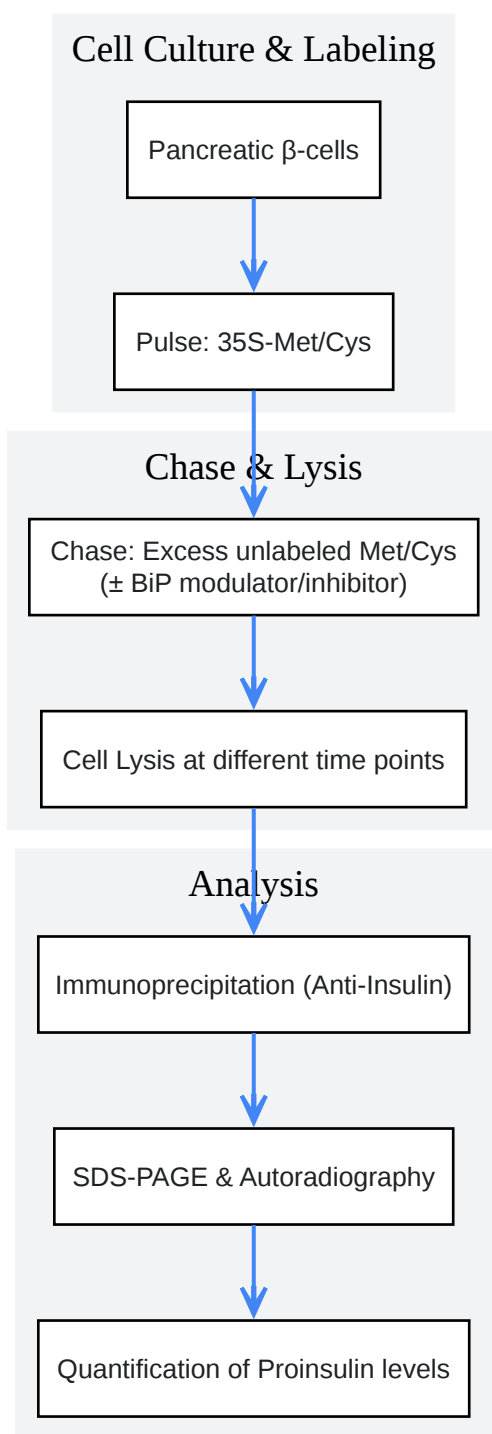 Cell Culture & Labeling
Pancreatic β-cells
Pulse: 35S-Met/Cys
Chase & Lysis
Chase: Excess unlabeled Met/Cys
(± BiP modulator/inhibitor)
Cell Lysis at different time points
Analysis
Immunoprecipitation (Anti-Insulin)
SDS-PAGE & Autoradiography
Quantification of Proinsulin levels